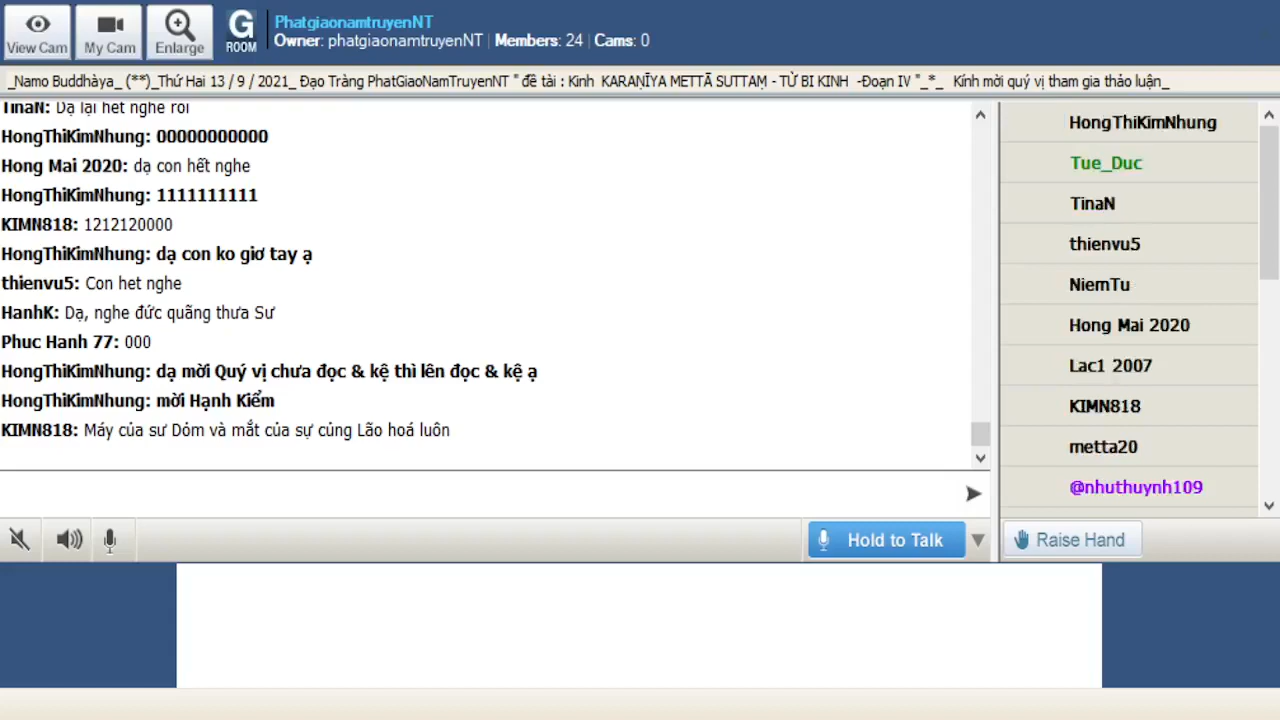 View Cam
My Cam
Enlarge
G
ROOM
PhatgiaonamtruyenNT
Owner: phatgiaonamtruyenNT | Members: 24 | Cams: 0
_Namo Buddhàya_ (**)_Thứ Hai 13 / 9 / 2021_ Đạo Tràng PhatGiaoNamTruyenNT " đề tài : Kinh KARAṆĪYA METTĀ SUTTAṂ - TỪ BI KINH -Đoạn IV "_*_ Kính mời quý vị tham gia thảo luận_
TinaN: Dạ lại hết nghe rồi
HongThiKimNhung: 00000000000
Hong Mai 2020: dạ con hết nghe
HongThiKimNhung: 1111111111
KIMN818: 1212120000
HongThiKimNhung: dạ con ko giơ tay ạ
thienvu5: Con het nghe
HanhK: Dạ, nghe đức quãng thưa Sư
Phuc Hanh 77: 000
HongThiKimNhung: dạ mời Quý vị chưa đọc & kệ thì lên đọc & kệ ạ
HongThiKimNhung: mời Hạnh Kiểm
KIMN818: Máy của sư Dỏm và mắt của sự củng Lão hoá luôn
HongThiKimNhung
Tue_Duc
TinaN
thienvu5
NiemTu
Hong Mai 2020
Lac1 2007
KIMN818
metta20
@nhuthuynh109
Hold to Talk
Raise Hand